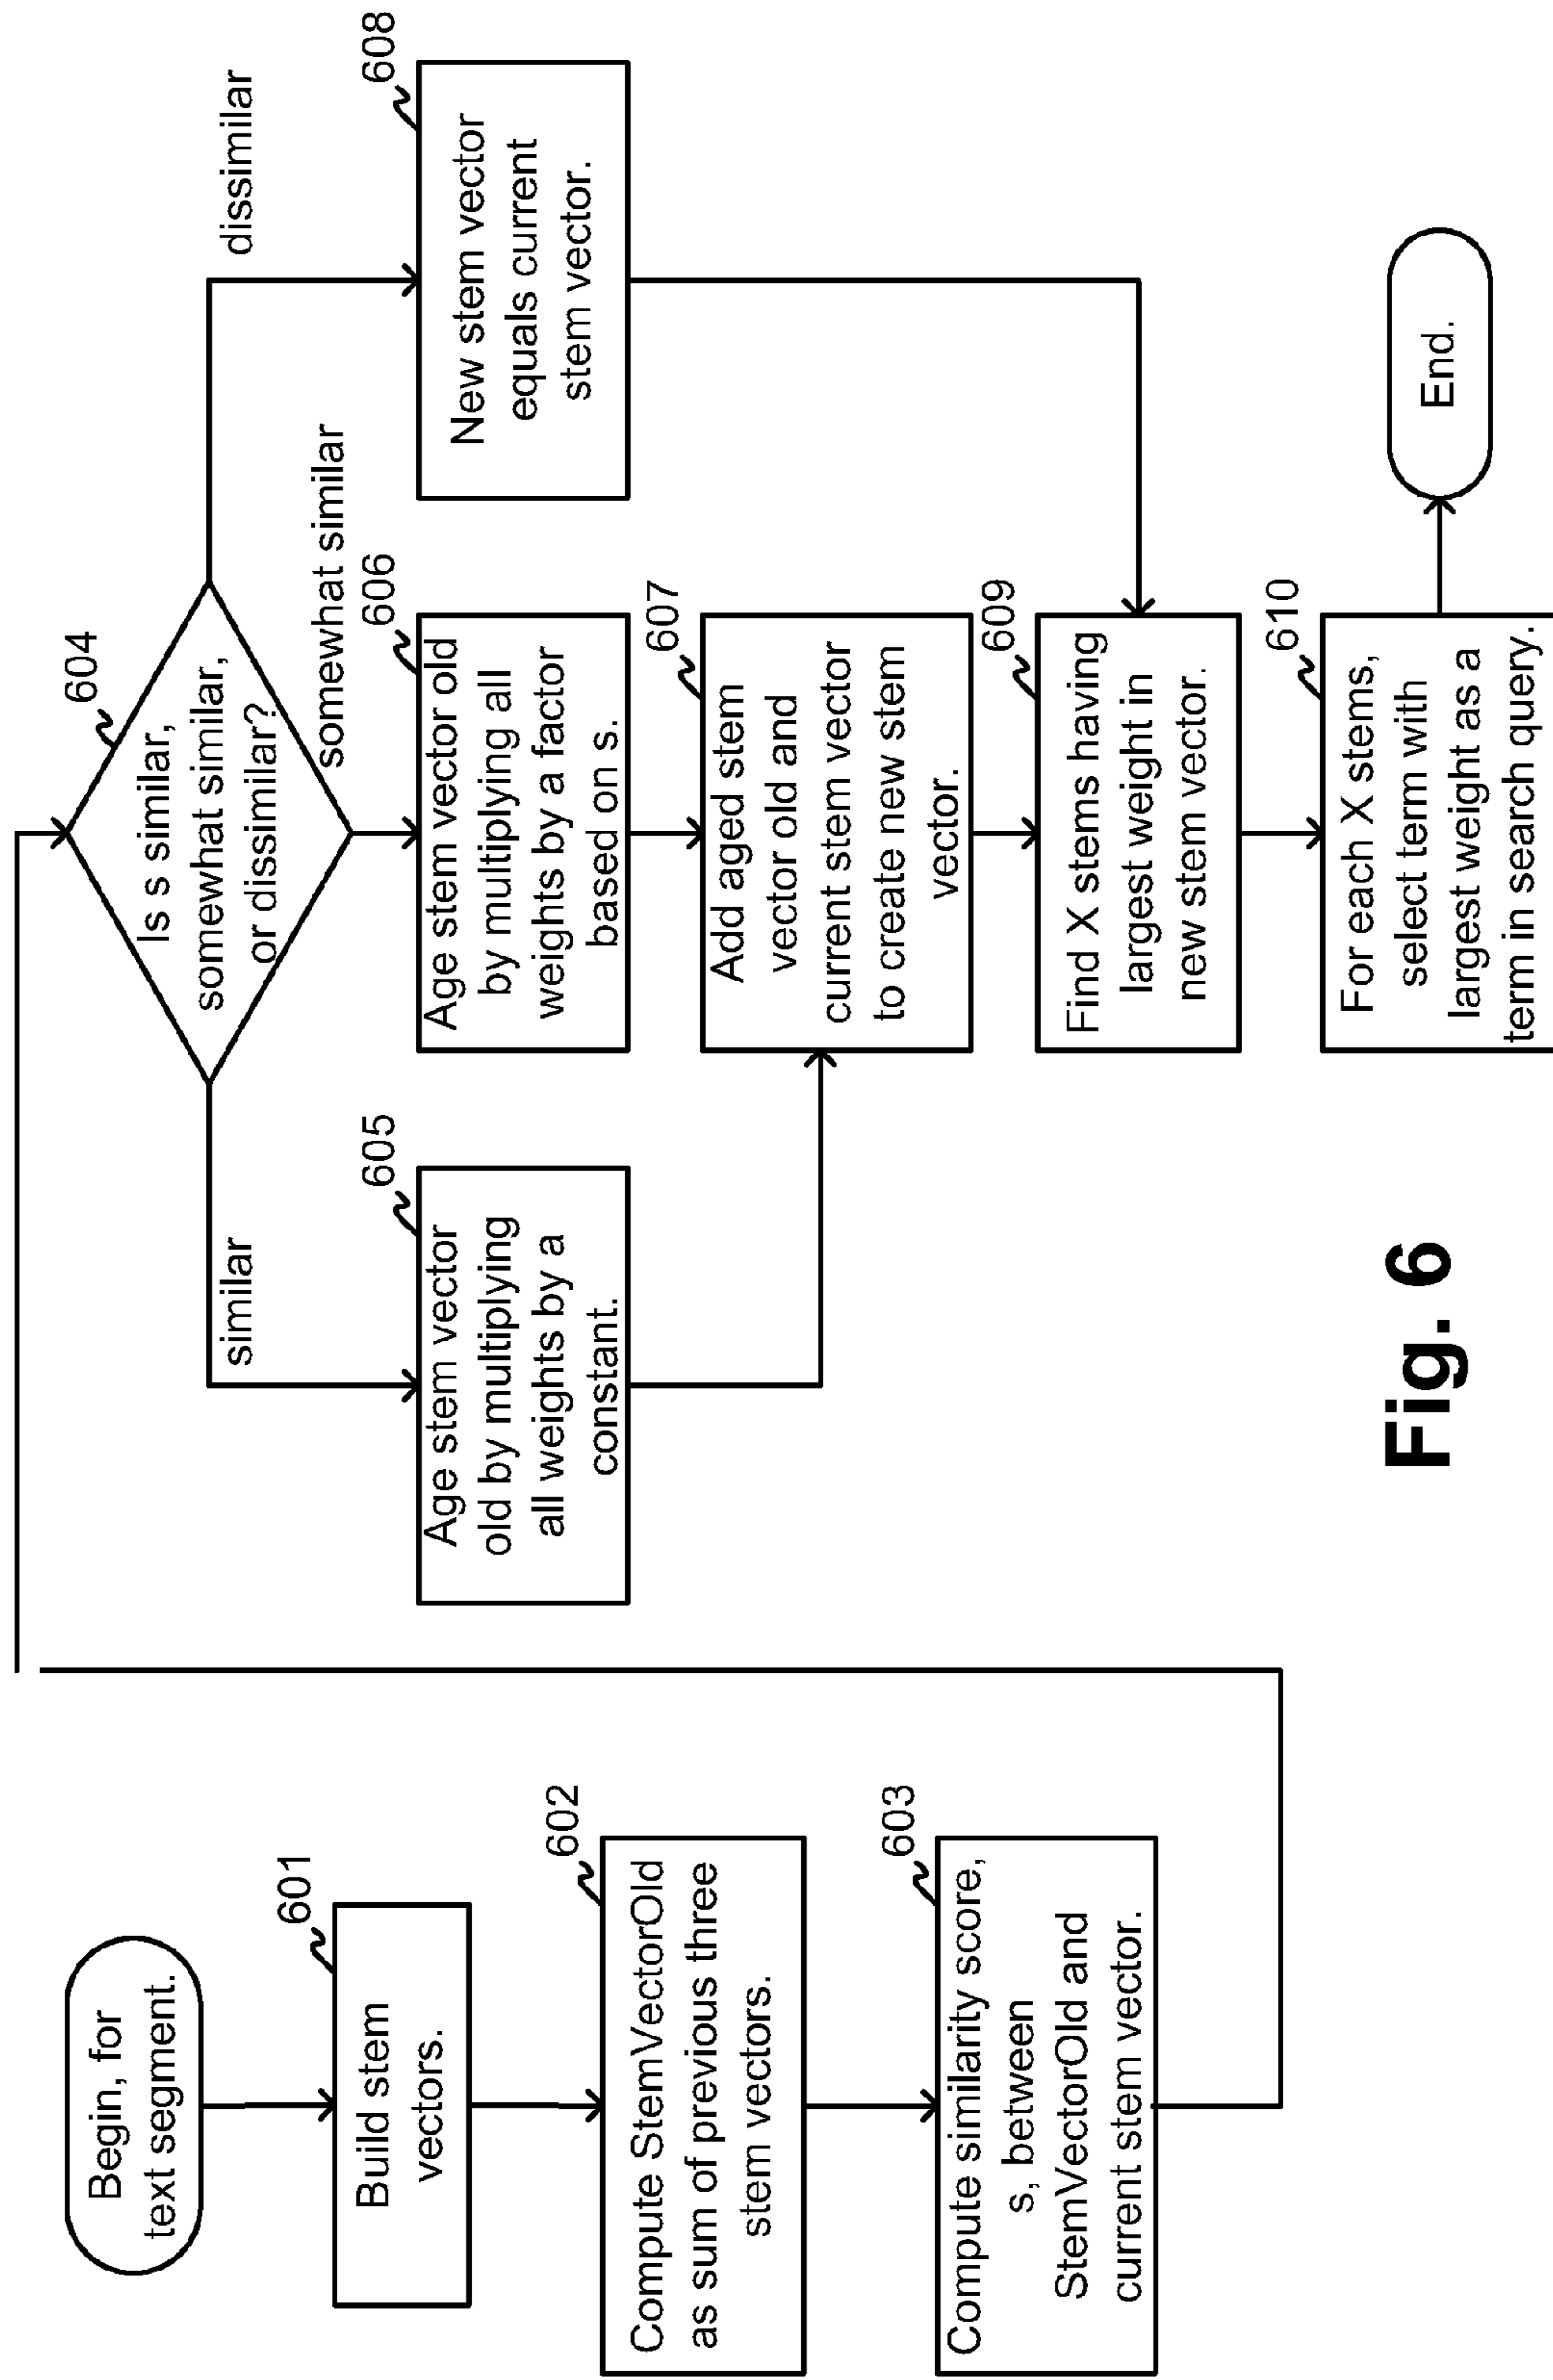 Begin, for
text segment.
601
Build stem
vectors.
602
Compute StemVectorOld
as sum of previous three
stem vectors.
603
Compute similarity score,
s, between
StemVectorOld and
current stem vector.
604
Is s similar,
somewhat similar,
or dissimilar?
similar
somewhat similar
dissimilar
605
Age stem vector
old by multiplying
all weights by a
constant.
606
Age stem vector old
by multiplying all
weights by a factor
based on s.
607
Add aged stem
vector old and
current stem vector
to create new stem
vector.
608
New stem vector
equals current
stem vector.
609
Find X stems having
largest weight in
new stem vector.
610
For each X stems,
select term with
largest weight as a
term in search query.
End.
Fig. 6